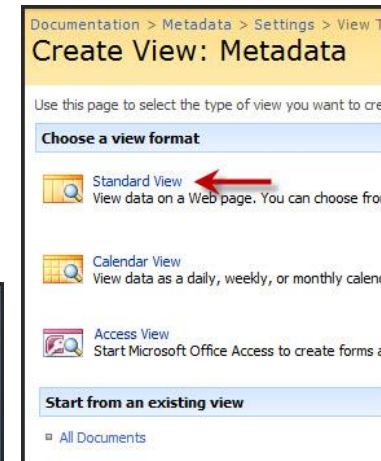 Documentation > Metadata > Settings > View
Create View: Metadata
Use this page to select the type of view you want to
Choose a view format
Standard View
View data on a Web page. You can choose
Calendar View
View data as a daily, weekly, or monthly
Access View
Start Microsoft Office Access to create forms
Start from an existing view
All Documents